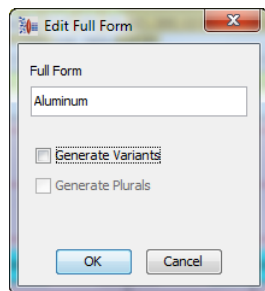 Edit Full Form
Full Form
Aluminum
Generate Variants
Generate Plurals
OK Cancel